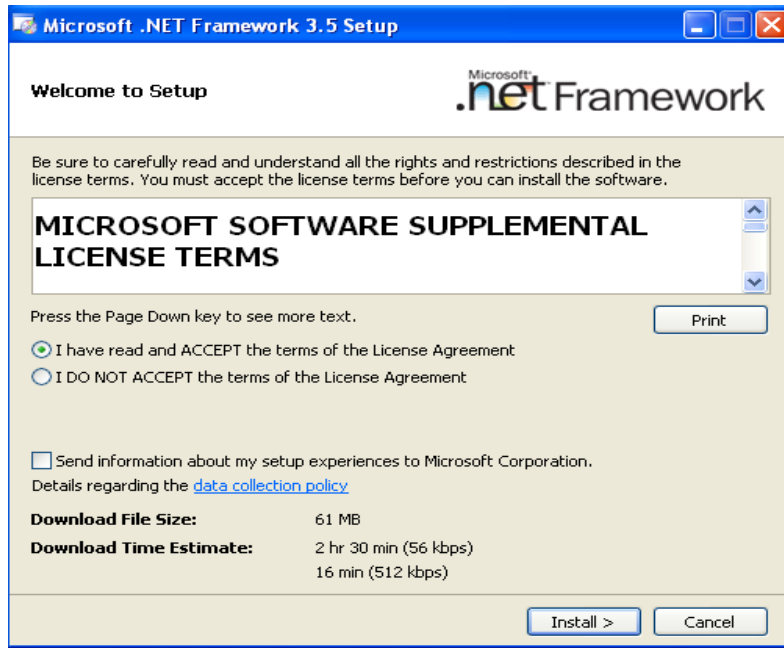 Microsoft .NET Framework 3.5 Setup
Welcome to Setup
Microsoft
.net Framework
Be sure to carefully read and understand all the rights and restrictions described in the
license terms. You must accept the license terms before you can install the software.
MICROSOFT SOFTWARE SUPPLEMENTAL
LICENSE TERMS
Press the Page Down key to see more text.
Print
I have read and ACCEPT the terms of the License Agreement
I DO NOT ACCEPT the terms of the License Agreement
Send information about my setup experiences to Microsoft Corporation.
Details regarding the data collection policy
Download File Size: 61 MB
Download Time Estimate: 2 hr 30 min (56 kbps)
16 min (512 kbps)
Install >
Cancel